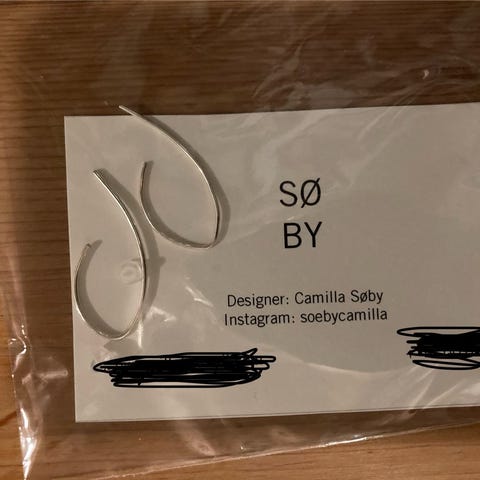 SØ
BY
Designer: Camilla Søby
Instagram: soebycamilla